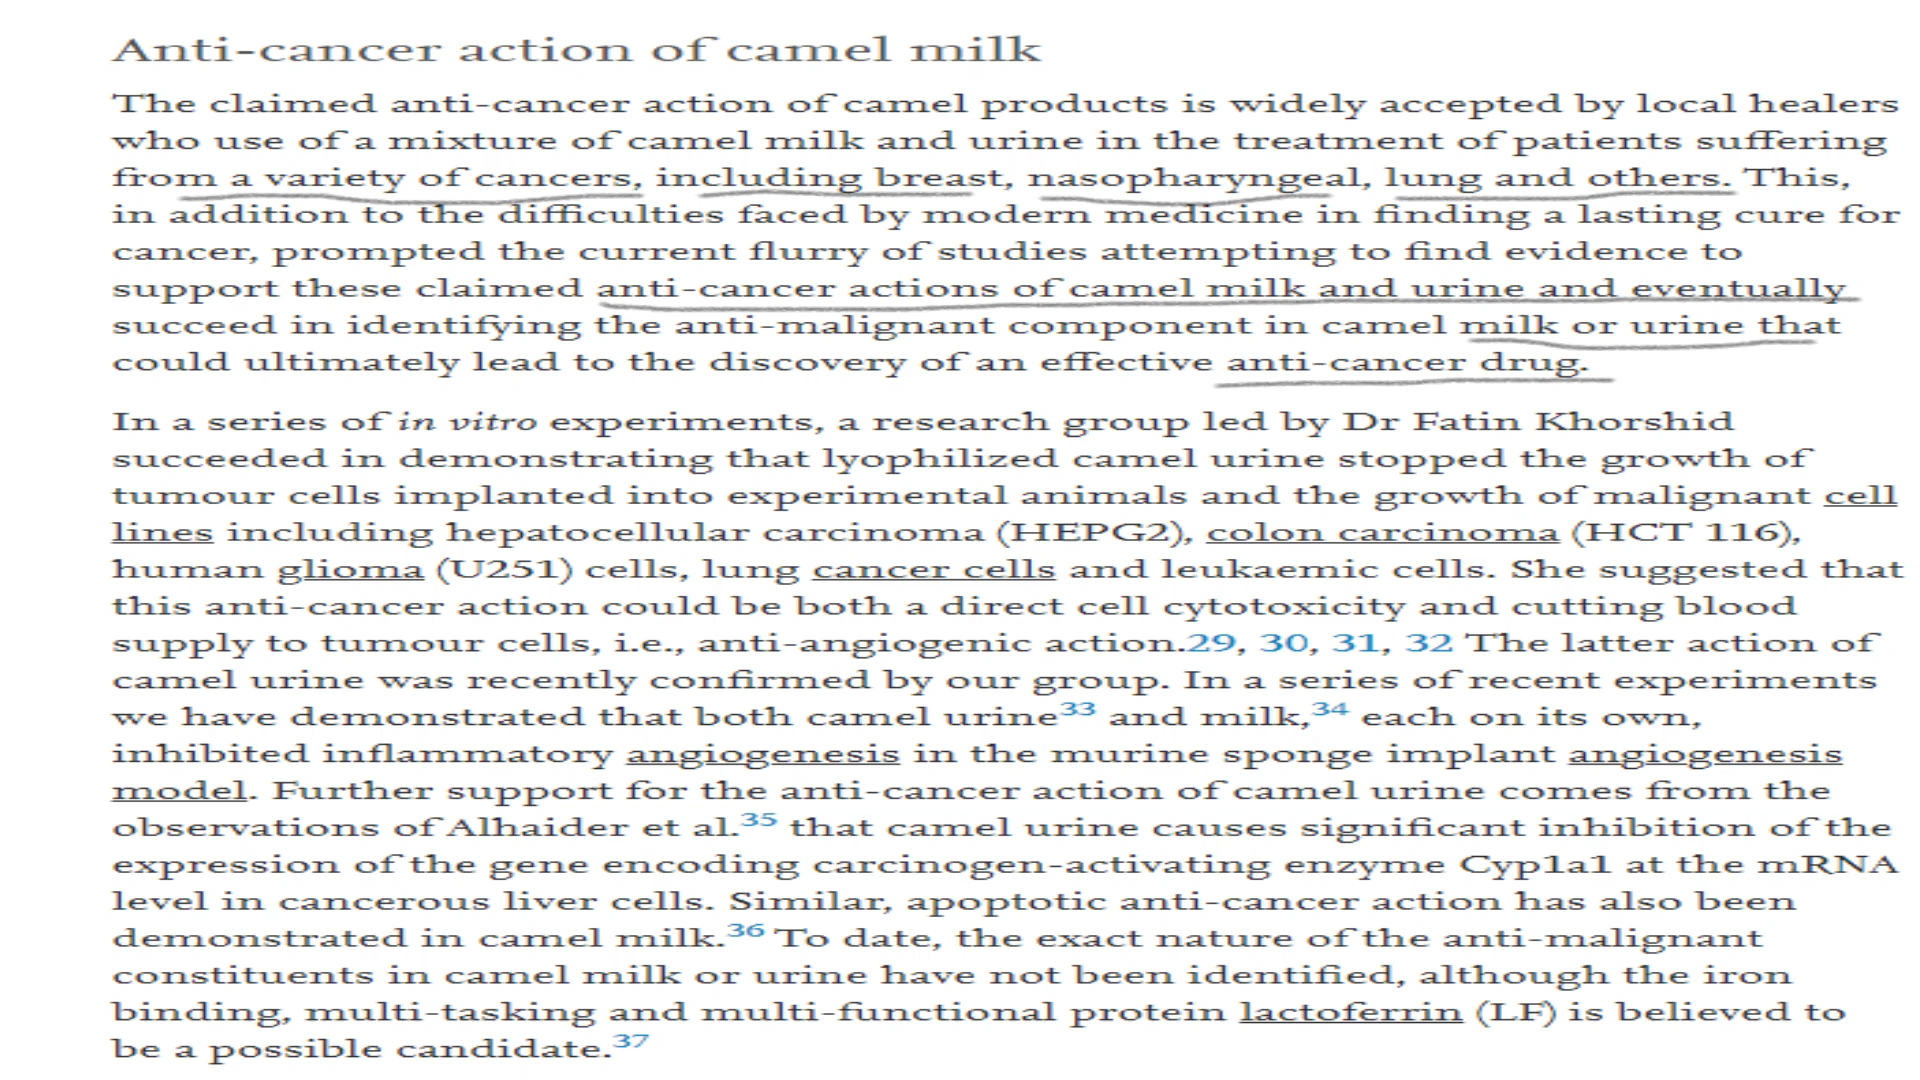 Anti-cancer action of camel milk
The claimed anti-cancer action of camel products is widely accepted by local healers
who use of a mixture of camel milk and urine in the treatment of patients suffering
from a variety of cancers, including breast, nasopharyngeal, lung and others. This,
in addition to the difficulties faced by modern medicine in finding a lasting cure for
cancer, prompted the current flurry of studies attempting to find evidence to
support these claimed anti-cancer actions of camel milk and urine and eventually
succeed in identifying the anti-malignant component in camel milk or urine that
could ultimately lead to the discovery of an effective anti-cancer drug.
In a series of in vitro experiments, a research group led by Dr Fatin Khorshid
succeeded in demonstrating that lyophilized camel urine stopped the growth of
tumour cells implanted into experimental animals and the growth of malignant cell
lines including hepatocellular carcinoma (HEPG2), colon carcinoma (HCT 116),
human glioma (U251) cells, lung cancer cells and leukaemic cells. She suggested that
this anti-cancer action could be both a direct cell cytotoxicity and cutting blood
supply to tumour cells, i.e., anti-angiogenic action.29, 30, 31, 32 The latter action of
camel urine was recently confirmed by our group. In a series of recent experiments
we have demonstrated that both camel urine33 and milk,34 each on its own,
inhibited inflammatory angiogenesis in the murine sponge implant angiogenesis
model. Further support for the anti-cancer action of camel urine comes from the
observations of Alhaider et al.35 that camel urine causes significant inhibition of the
expression of the gene encoding carcinogen-activating enzyme Cyp1a1 at the mRNA
level in cancerous liver cells. Similar, apoptotic anti-cancer action has also been
demonstrated in camel milk.36 To date, the exact nature of the anti-malignant
constituents in camel milk or urine have not been identified, although the iron
binding, multi-tasking and multi-functional protein lactoferrin (LF) is believed to
be a possible candidate.37